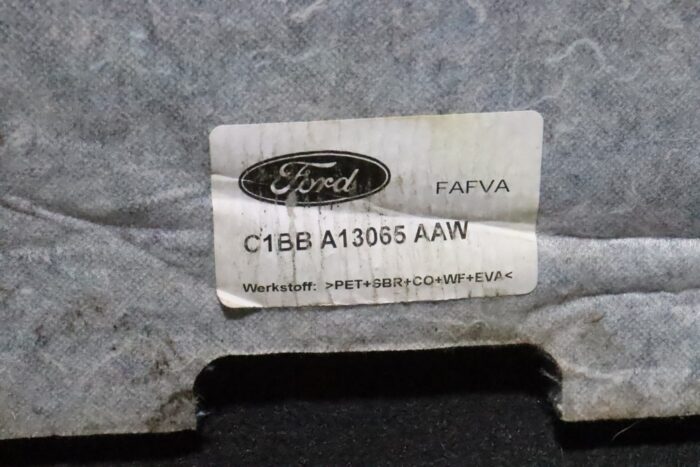 Ford
FAFVA
C1BB A13065 AAW
Werkstoff: >PET+SBR+CO+WF+EVA<